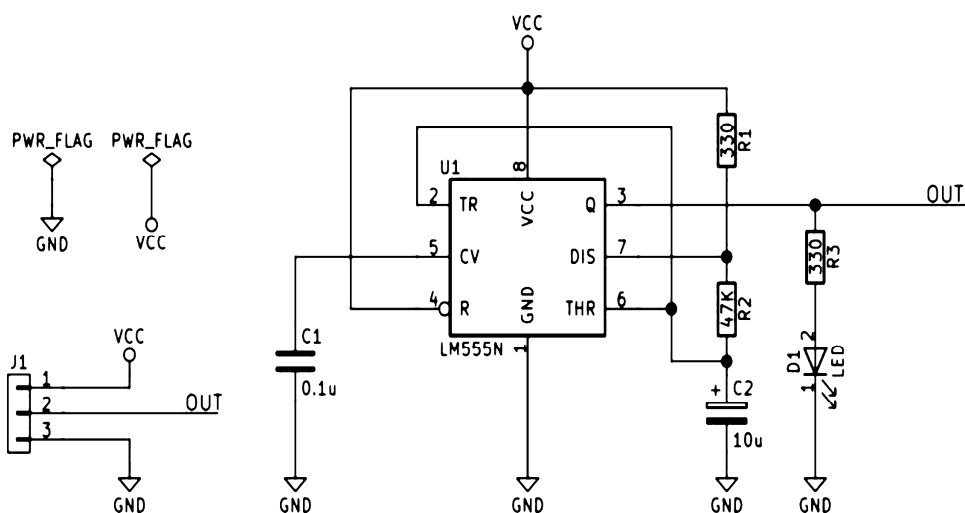 VCC
PWR_FLAG PWR_FLAG
GND VCC
330 R1
U1
8
2 TR VCC Q 3 OUT
5 CV DIS 7
330 R3
4 R GND THR 6
47K R2
LM555N 1
VCC
J1
1
2 OUT
3
GND
C1
0.1u
GND
GND
+ C2
10u
GND
2
D1 LED
1
GND